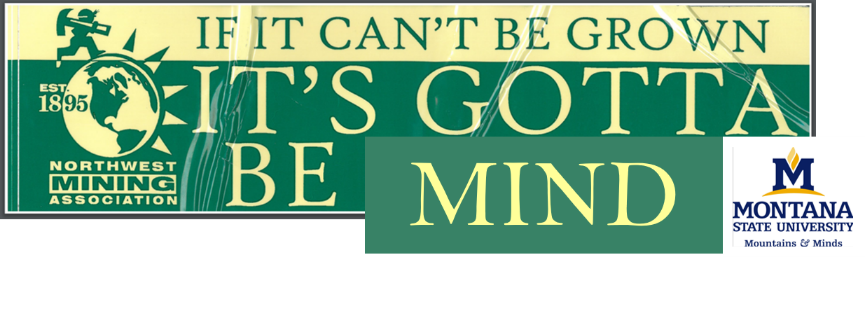 IF IT CAN'T BE GROWN
IT'S GOTTA
BE MIND
EST.
1895
NORTHWEST
MINING
ASSOCIATION
M
MONTANA
STATE UNIVERSITY
Mountains & Minds